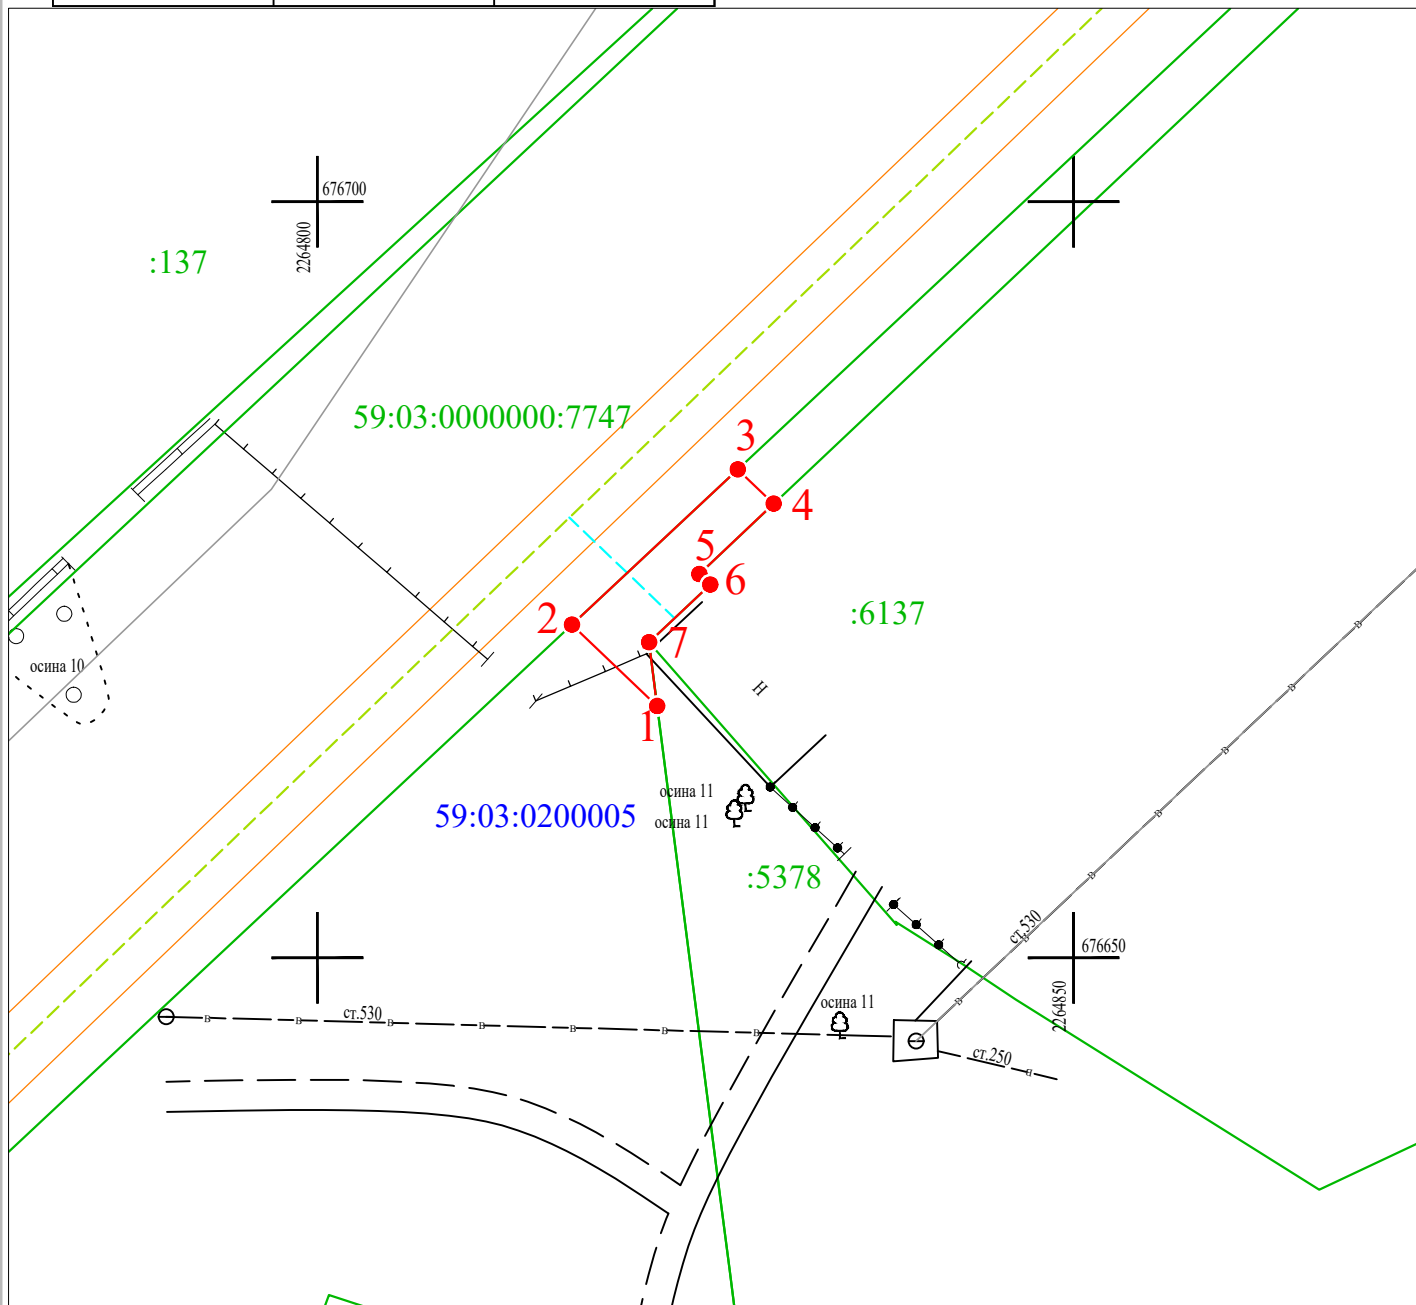 676700
2264800
:137
59:03:0000000:7747
3
4
5
6
2
7
:6137
осина 10
1
Н
осина 11
осина 11
59:03:0200005
:5378
ст.530
676650
2264850
осина 11
ст.530
В
В
В
В
В
В
В
В
В
В
В
В
В
В
ст.250
В